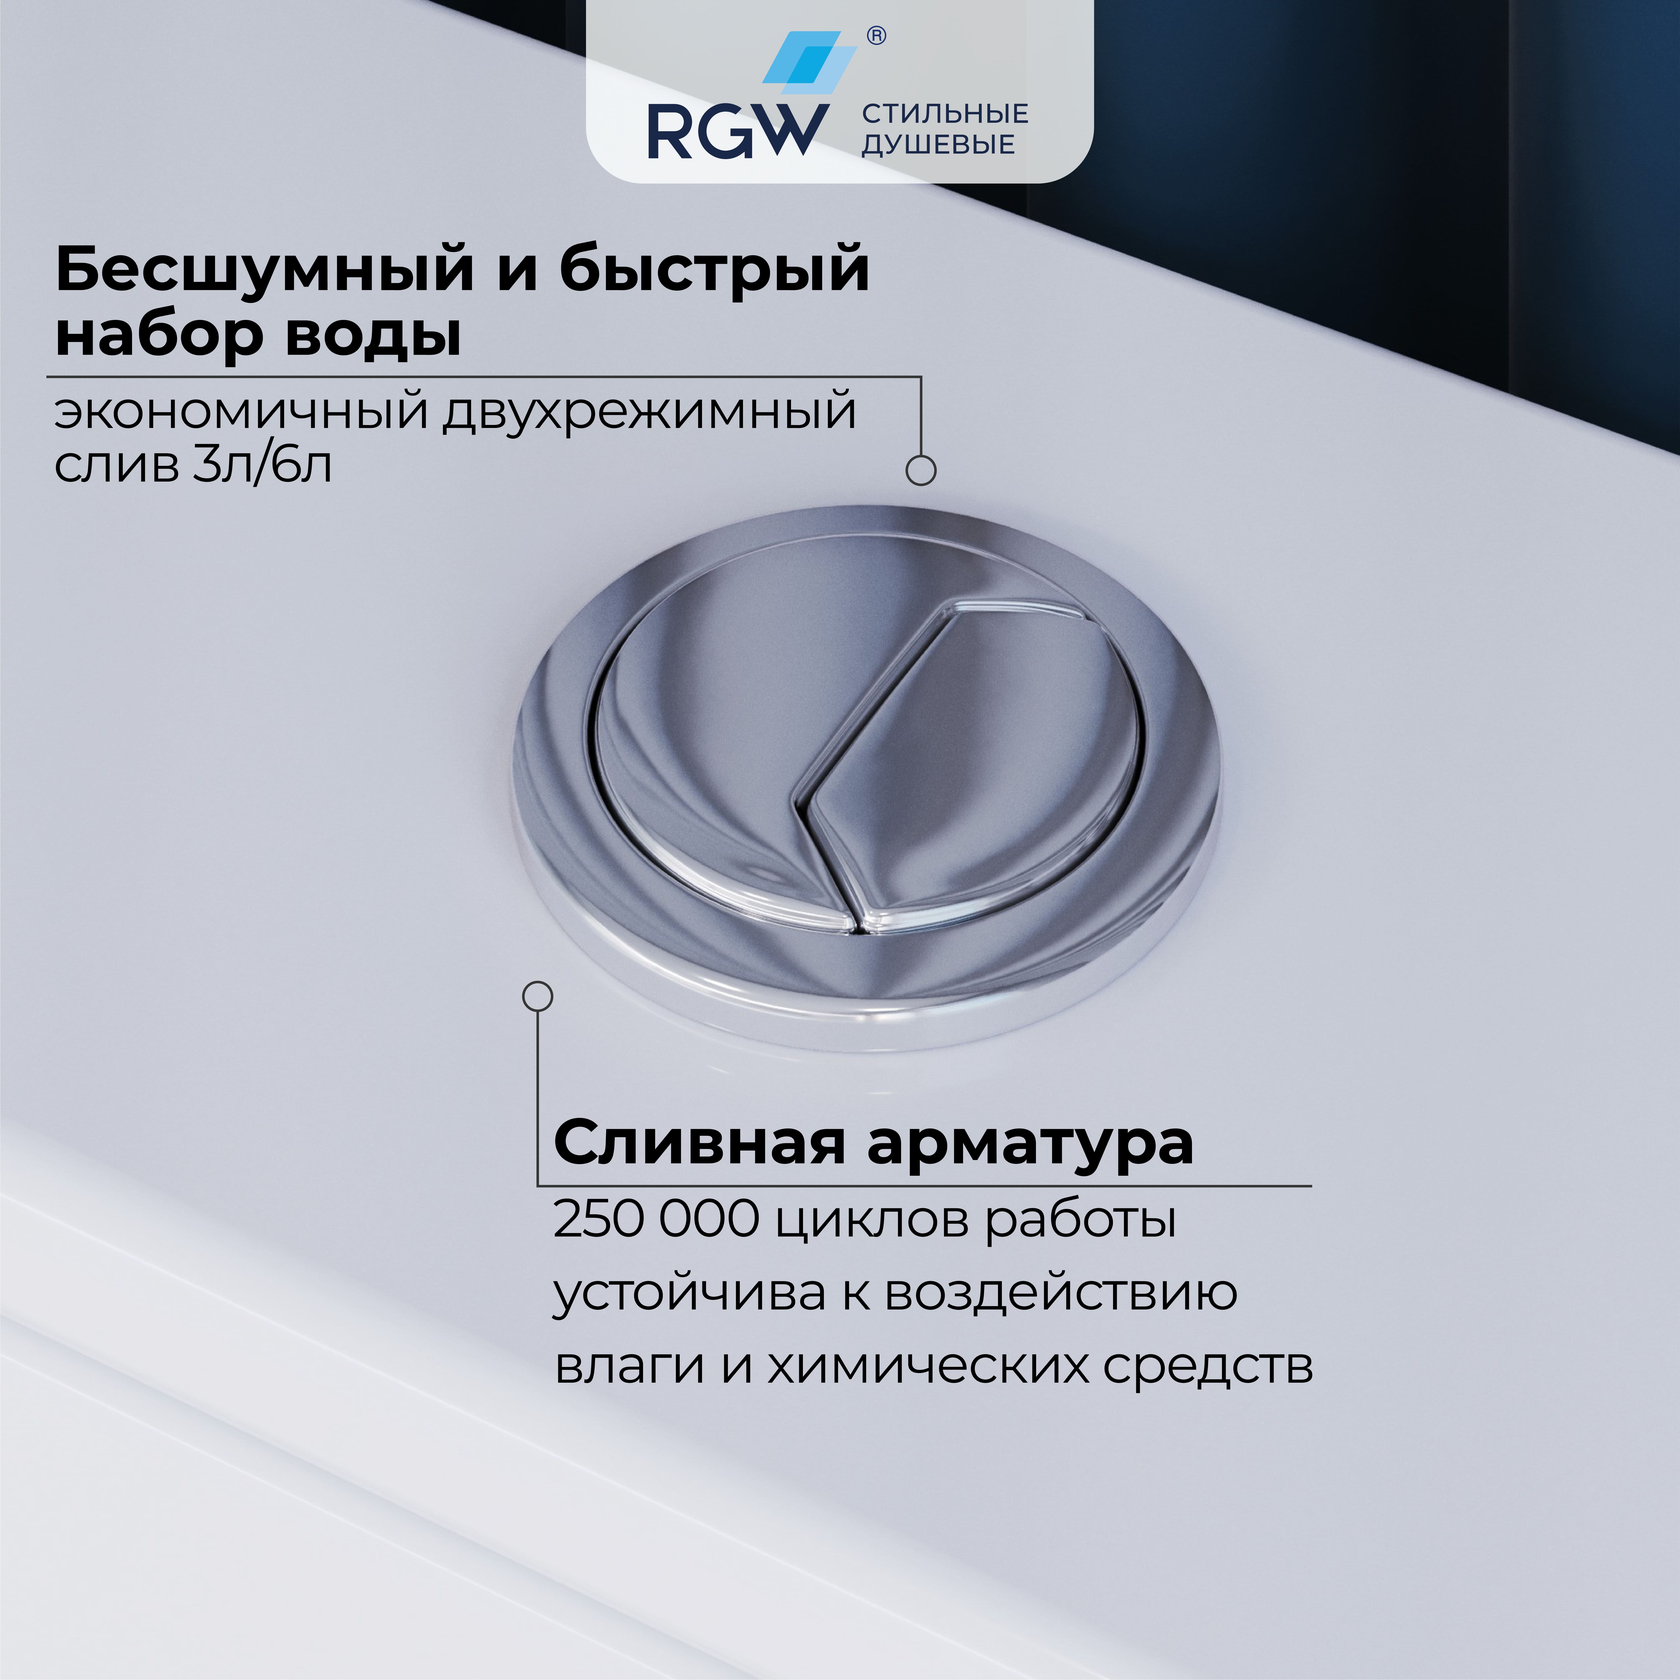 ®
RGW
СТИЛЬНЫЕ
ДУШЕВЫЕ
Бесшумный и быстрый
набор воды
экономичный двухрежимный
слив 3л/6л
Сливная арматура
250 000 циклов работы
устойчива к воздействию
влаги и химических средств